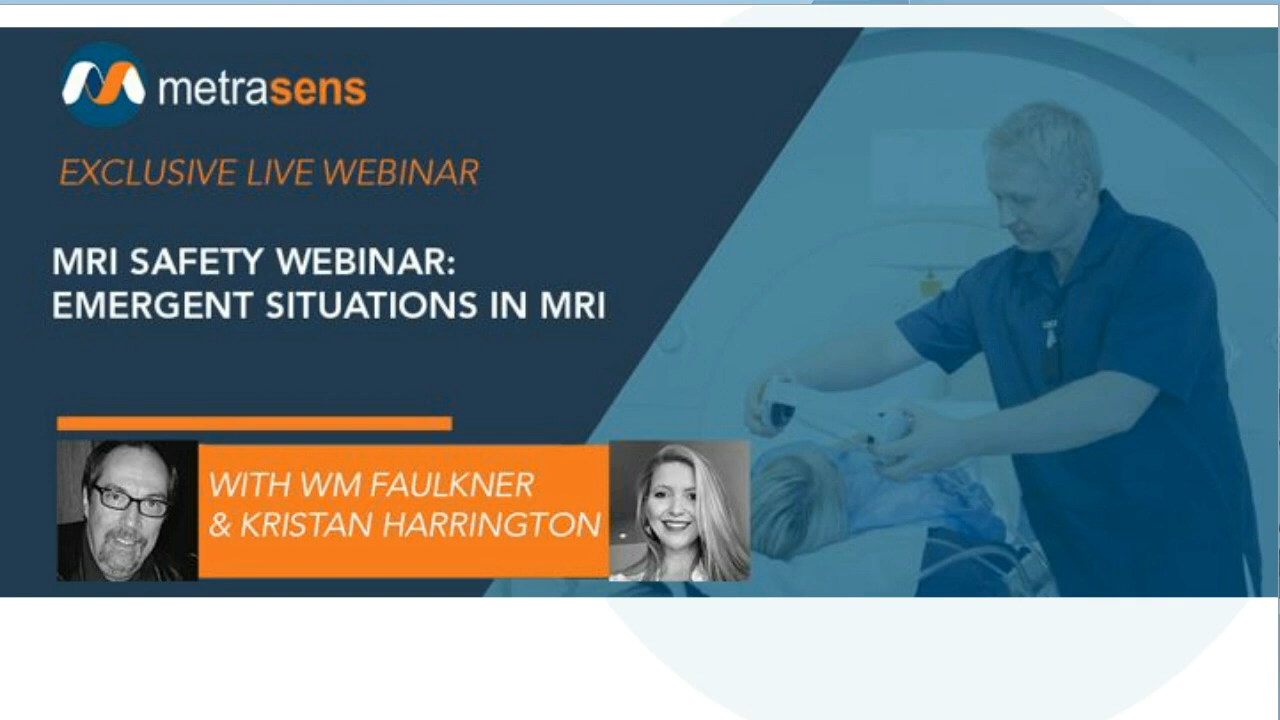 metrasens
EXCLUSIVE LIVE WEBINAR
MRI SAFETY WEBINAR:
EMERGENT SITUATIONS IN MRI
WITH WM FAULKNER
& KRISTAN HARRINGTON